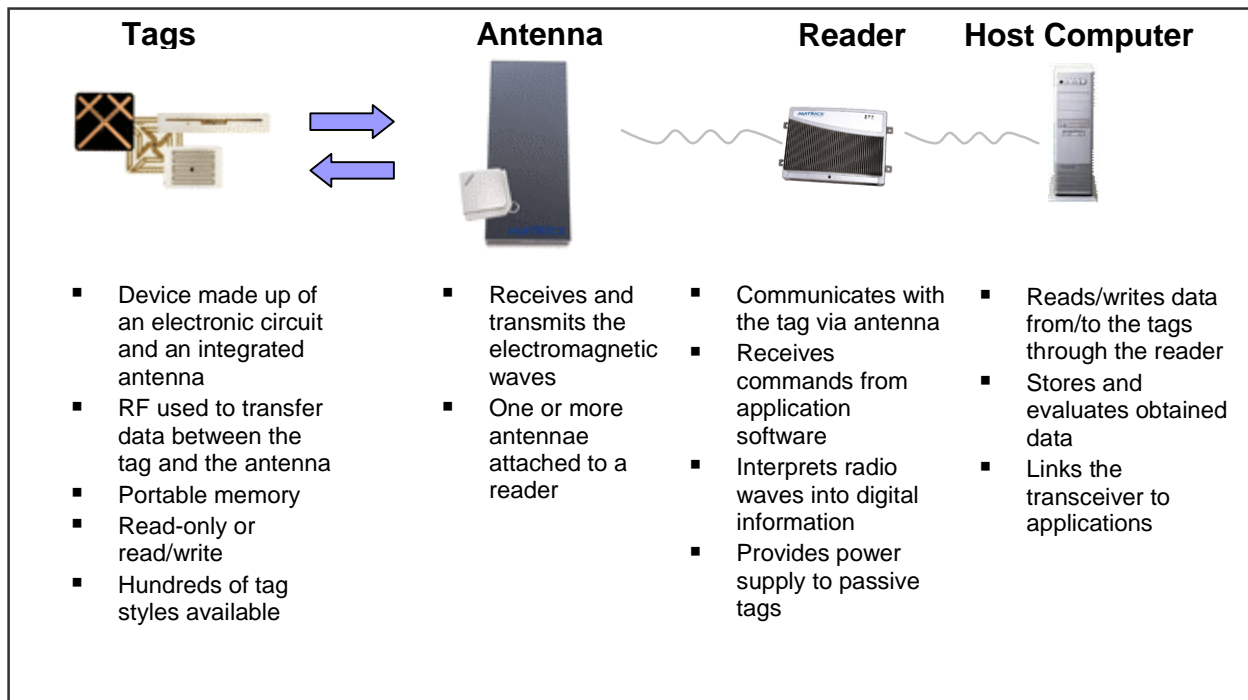 Tags
Antenna
Reader
Host Computer
MATRICS
MATRICS
▪ Device made up of
an electronic circuit
and an integrated
antenna
▪ RF used to transfer
data between the
tag and the antenna
▪ Portable memory
▪ Read-only or
read/write
▪ Hundreds of tag
styles available
▪ Receives and
transmits the
electromagnetic
waves
▪ One or more
antennae
attached to a
reader
▪ Communicates with
the tag via antenna
▪ Receives
commands from
application
software
▪ Interprets radio
waves into digital
information
▪ Provides power
supply to passive
tags
▪ Reads/writes data
from/to the tags
through the reader
▪ Stores and
evaluates obtained
data
▪ Links the
transceiver to
applications